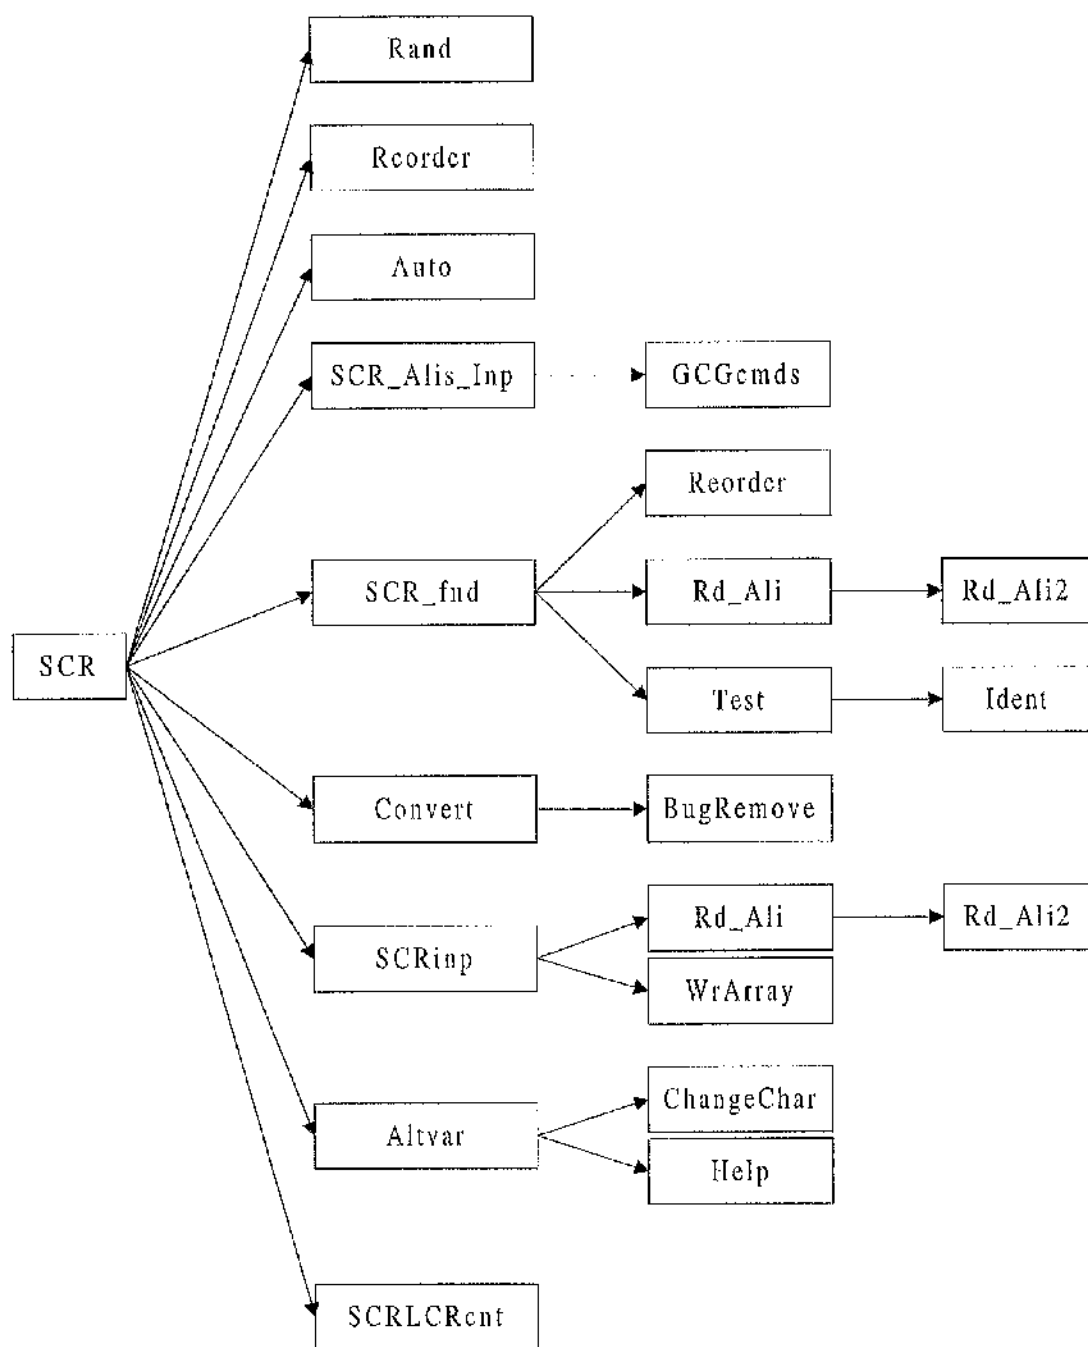 Rand
Reorder
Auto
SCR_Alis_Inp
GCGcmds
Reorder
SCR_fnd
Rd_Ali
Rd_Ali2
SCR
Test
Ident
Convert
BugRemove
Rd_Ali
Rd_Ali2
SCRinp
WrArray
ChangeChar
Altvar
Help
SCRLCRcnt